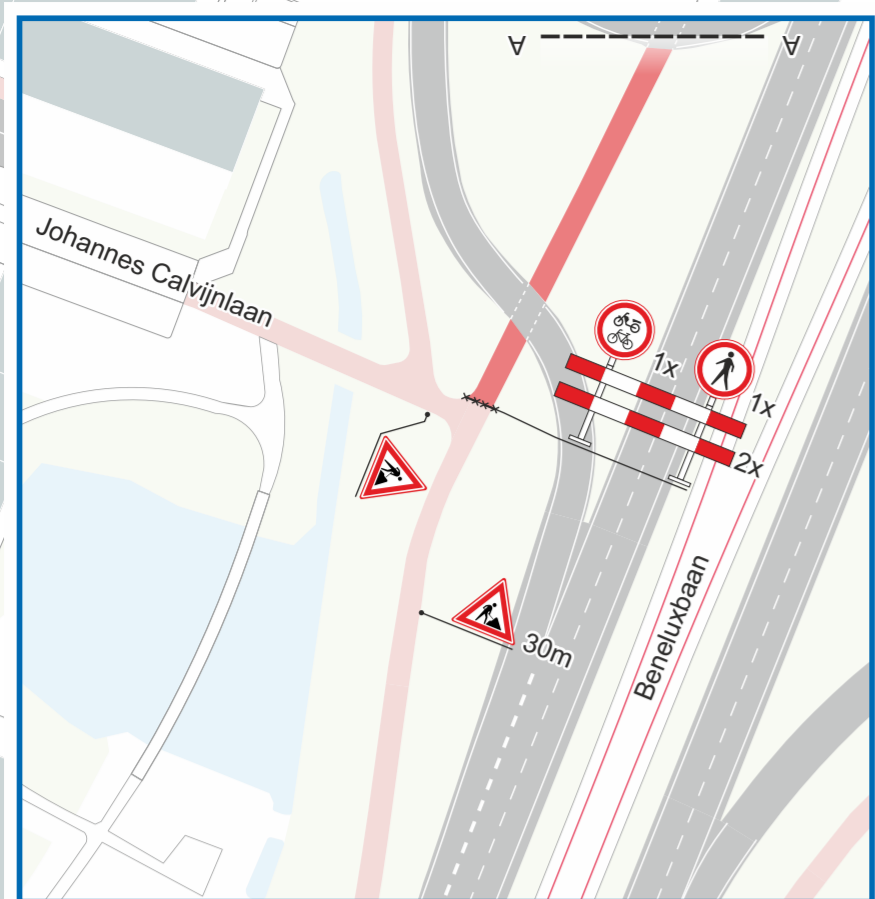 ∀ ∀
Johannes Calvijnlaan
1x
1x
2x
30m
Beneluxbaan